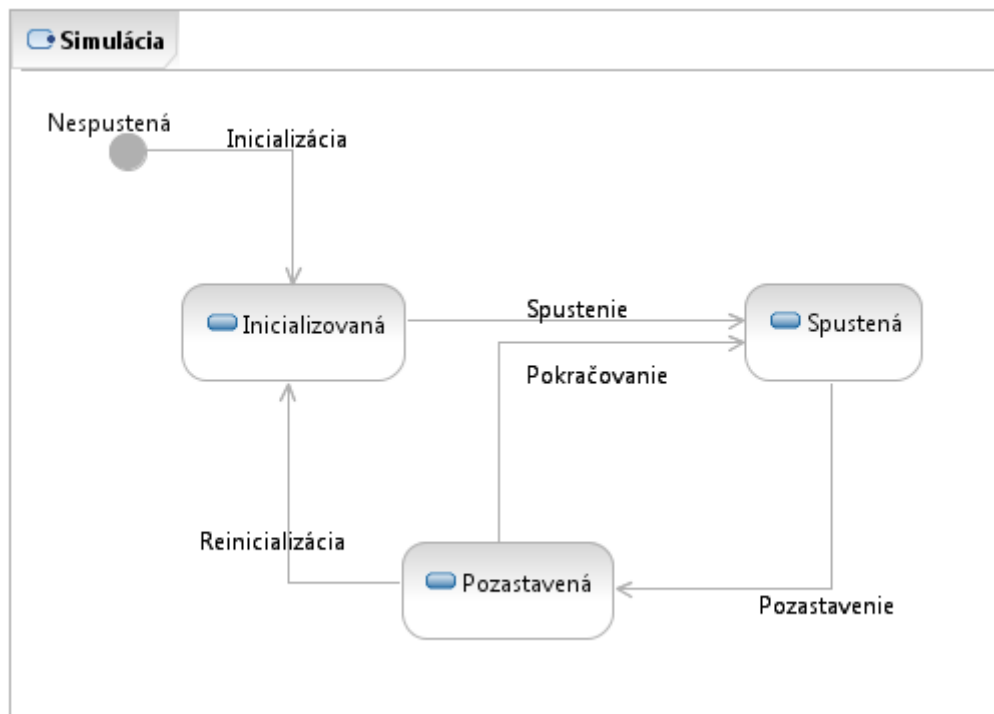 Simulácia
Nespustená
Inicializácia
Inicializovaná
Spustenie
Spustená
Pokračovanie
Reinicializácia
Pozastavená
Pozastavenie